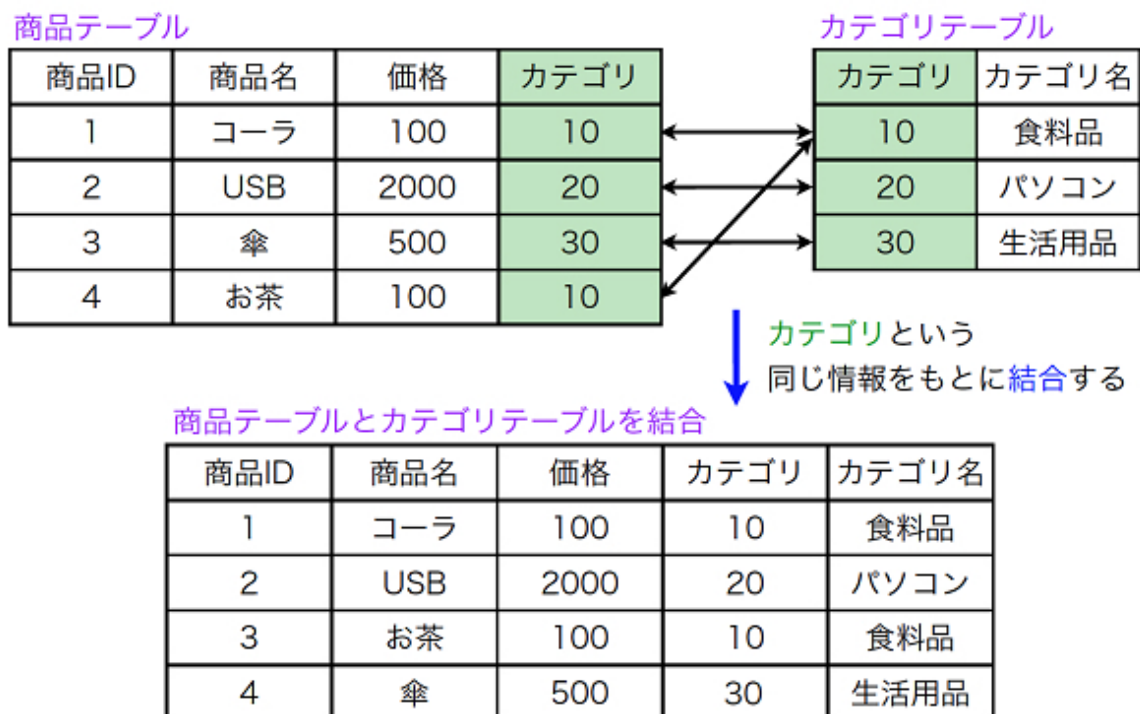 商品テーブル
カテゴリテーブル
商品ID 商品名 価格 カテゴリ
カテゴリ カテゴリ名
1 コーラ 100 10
10 食料品
2 USB 2000 20
20 パソコン
3 傘 500 30
30 生活用品
4 お茶 100 10
カテゴリという
同じ情報をもとに結合する
商品テーブルとカテゴリテーブルを結合
商品ID 商品名 価格 カテゴリ カテゴリ名
1 コーラ 100 10 食料品
2 USB 2000 20 パソコン
3 お茶 100 10 食料品
4 傘 500 30 生活用品